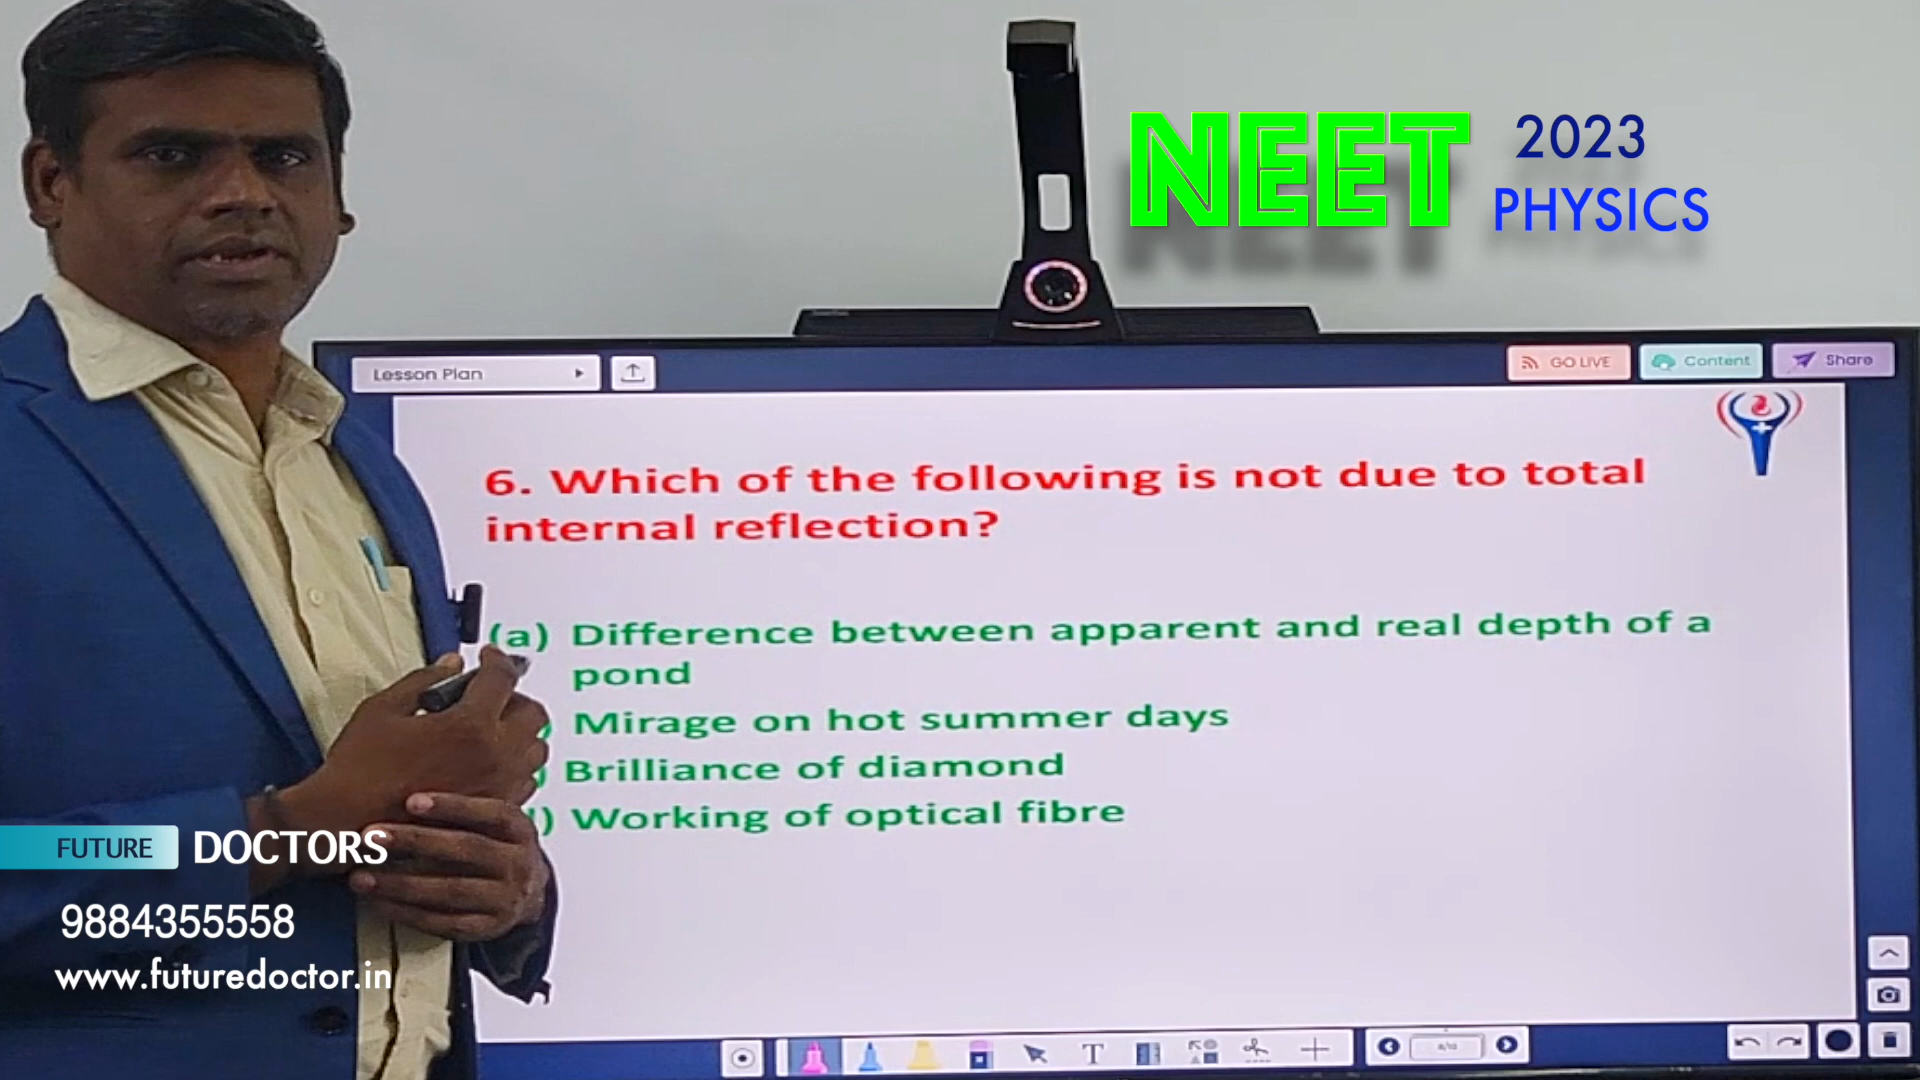 NEET 2023
PHYSICS
Lesson Plan
GO LIVE
Content
Share
6. Which of the following is not due to total
internal reflection?
(a) Difference between apparent and real depth of a
pond
) Mirage on hot summer days
) Brilliance of diamond
) Working of optical fibre
FUTURE DOCTORS
9884355558
www.futuredoctor.in
T